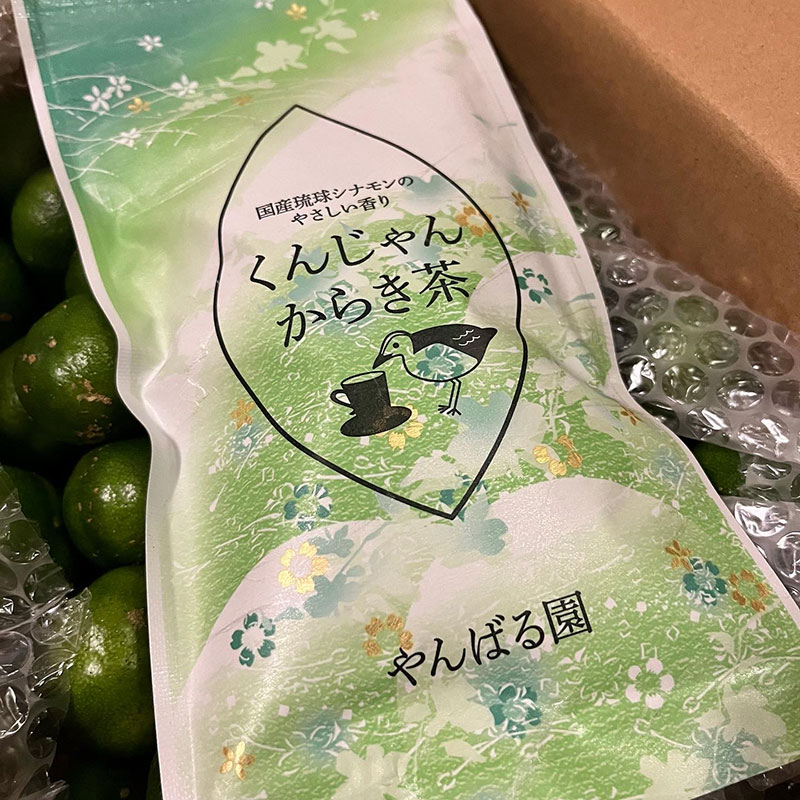 国産琉球シナモンの
やさしい香り
くんじゃん
からき茶
やんばる園